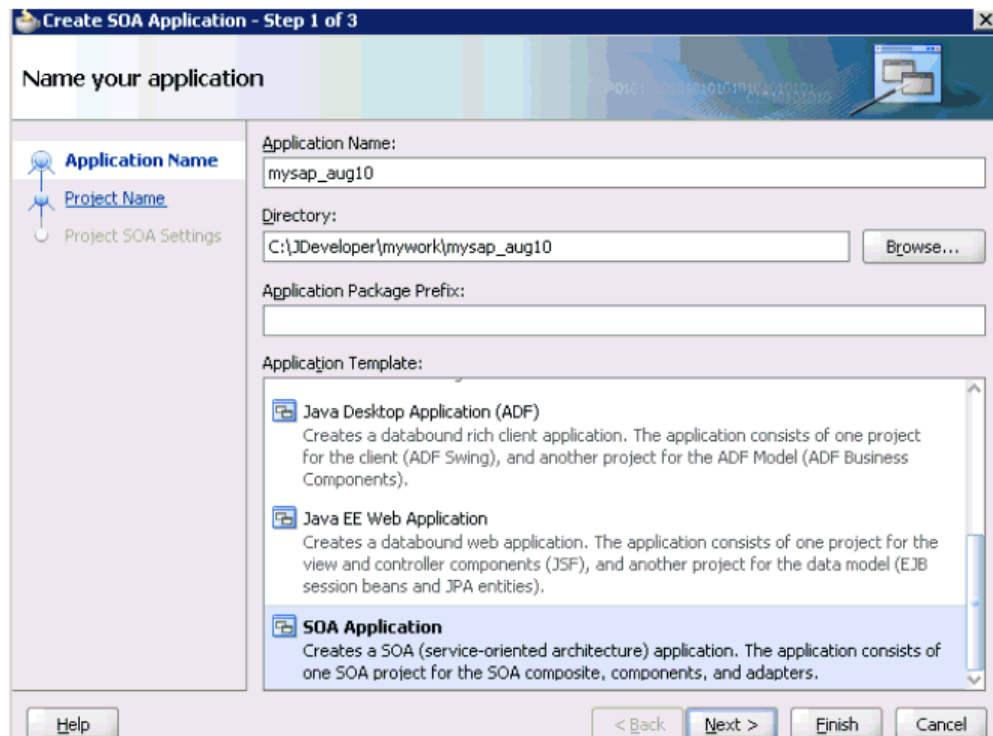 Create SOA Application - Step 1 of 3
Name your application
Application Name
Project Name
Project SOA Settings
Application Name:
mysap_aug10
Directory:
C:\JDeveloper\mywork\mysap_aug10
Browse...
Application Package Prefix:
Application Template:
Java Desktop Application (ADF)
Creates a databound rich client application. The application consists of one project
for the client (ADF Swing), and another project for the ADF Model (ADF Business
Components).
Java EE Web Application
Creates a databound web application. The application consists of one project for the
view and controller components (JSF), and another project for the data model (EJB
session beans and JPA entities).
SOA Application
Creates a SOA (service-oriented architecture) application. The application consists of
one SOA project for the SOA composite, components, and adapters.
Help
< Back
Next >
Finish
Cancel